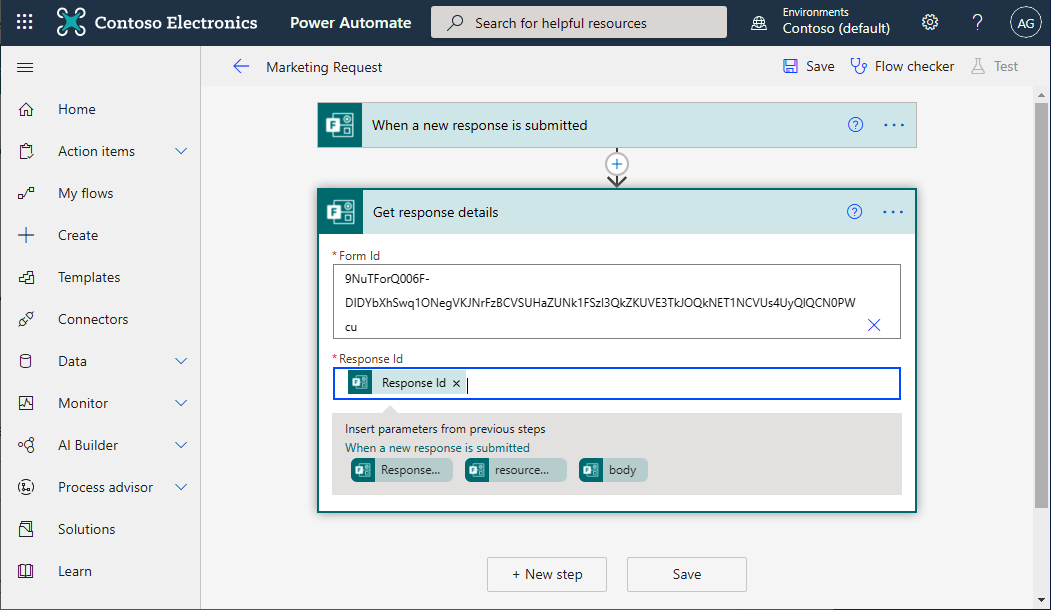 Contoso Electronics
Power Automate
Search for helpful resources
Environments
Contoso (default)
?
AG
Marketing Request
Save
Flow checker
Test
Home
Action items
My flows
Create
Templates
Connectors
Data
Monitor
AI Builder
Process advisor
Solutions
Learn
When a new response is submitted
?
...
Get response details
?
...
* Form Id
9NuTForQ006F-
DIDYbXhSwq1ONegVKJNrFzBCVSUHaZUNk1FSzI3QkZKUVE3TkJOQkNET1NCVUs4UyQlQCN0PW
cu
* Response Id
Response Id ×
Insert parameters from previous steps
When a new response is submitted
Response...
resource...
body
+ New step
Save